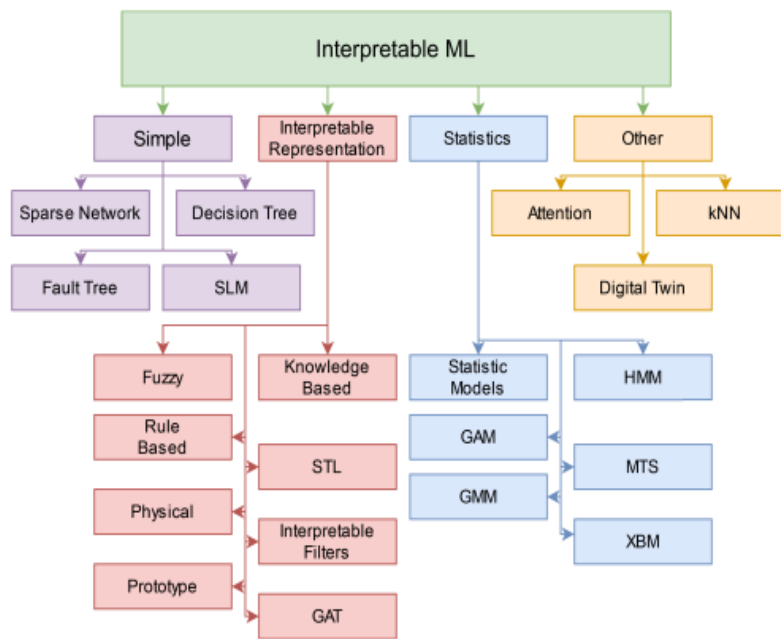 Interpretable ML
Simple
Interpretable
Representation
Statistics
Other
Sparse Network
Decision Tree
Attention
kNN
Fault Tree
SLM
Digital Twin
Fuzzy
Knowledge
Based
Statistic
Models
HMM
Rule
Based
GAM
STL
MTS
Physical
GMM
Interpretable
Filters
XBM
Prototype
GAT